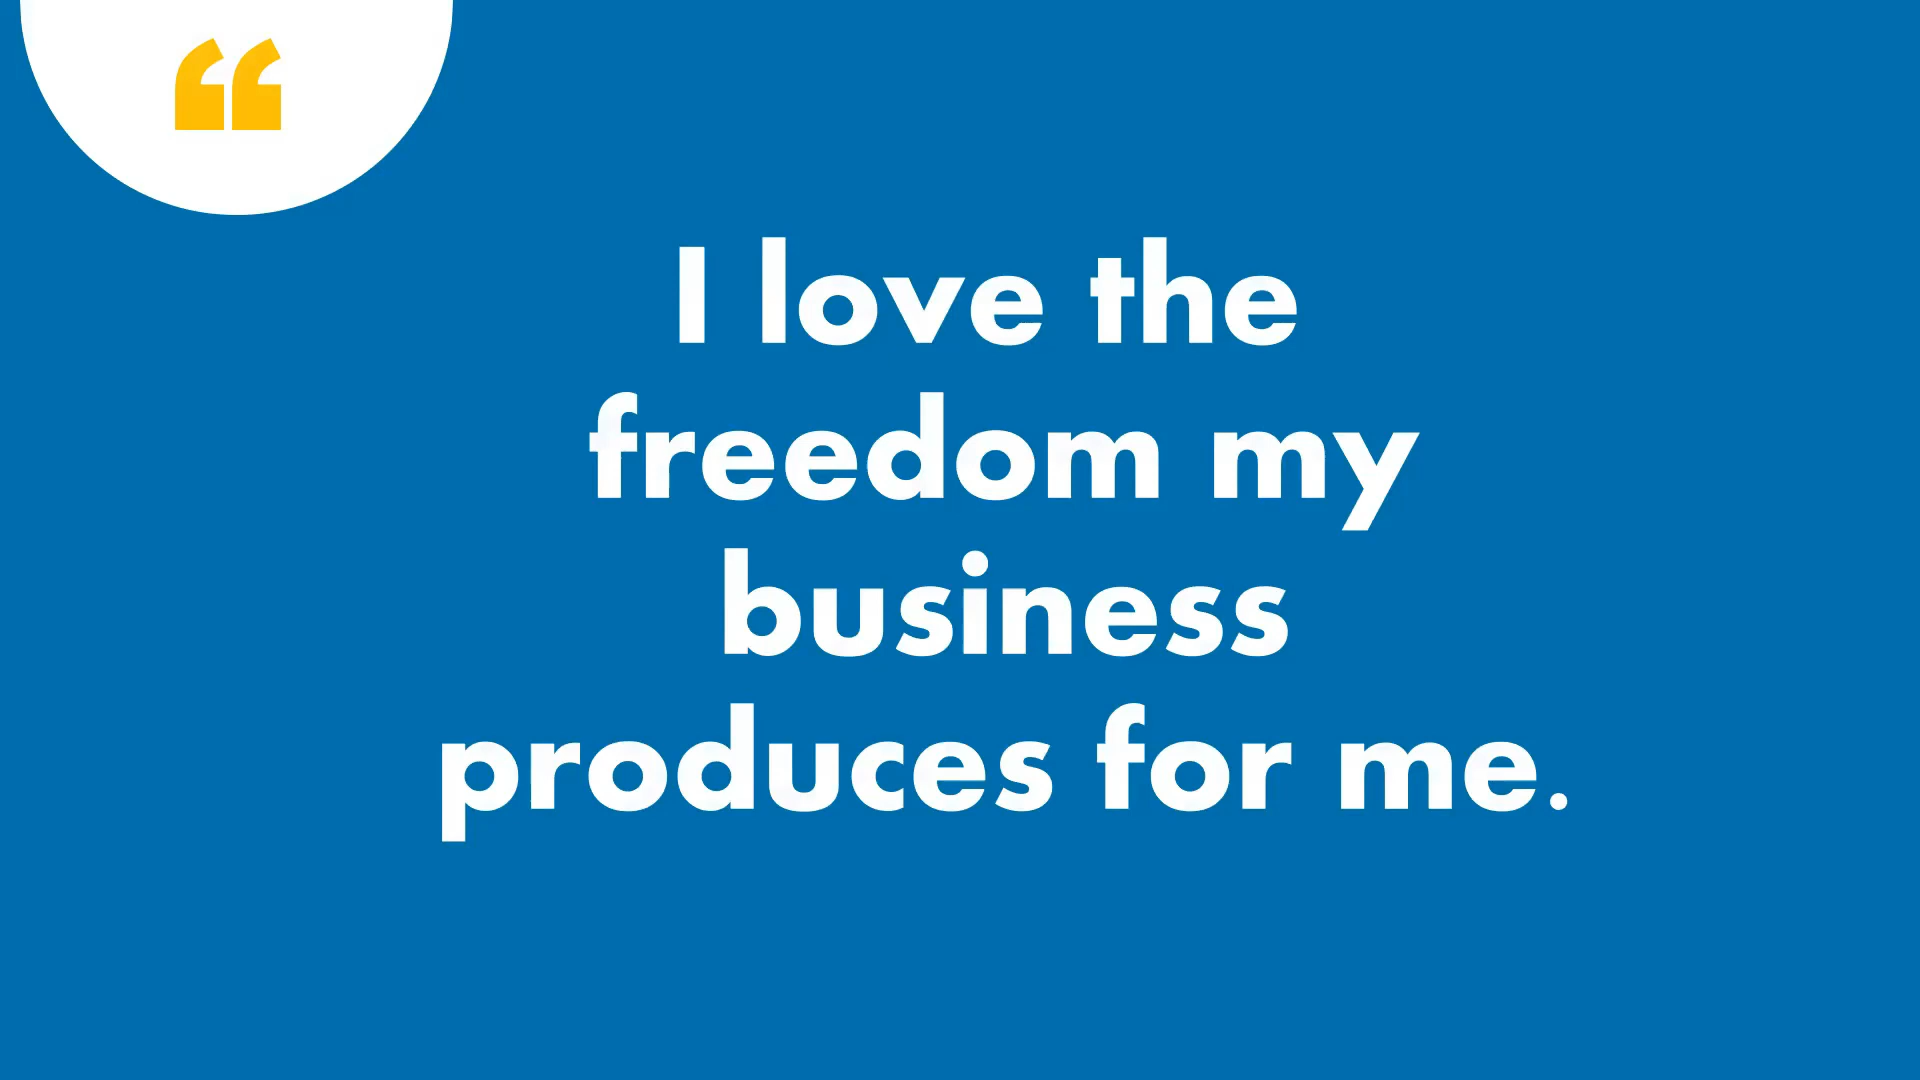 “
I love the
freedom my
business
produces for me.